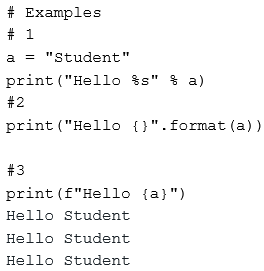 # Examples
# 1
a = "Student"
print("Hello %s" % a)
#2
print("Hello {}".format(a))
#3
print(f"Hello {a}")
Hello Student
Hello Student
Hello Student